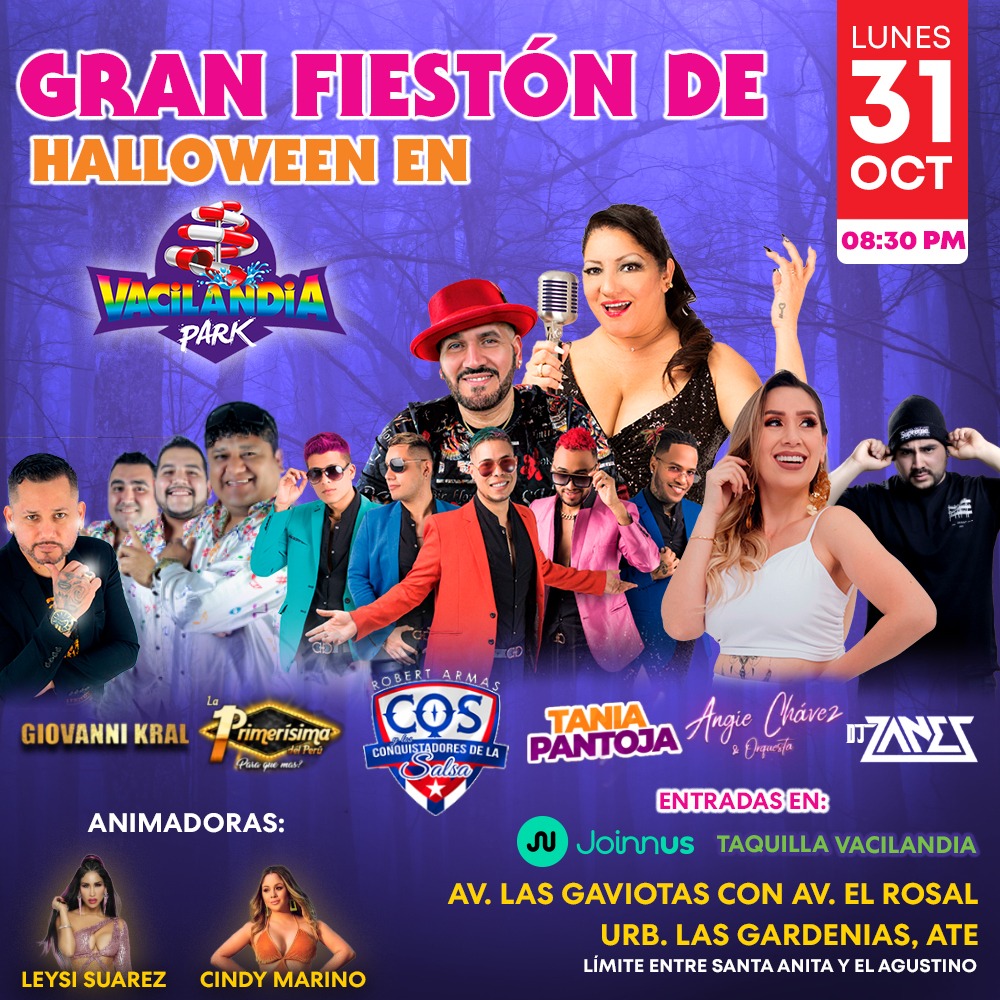 GRAN FIESTÓN DE
HALLOWEEN EN
VACILANDIA
PARK
LUNES
31
OCT
08:30 PM
GIOVANNI KRAL
La
Primerísima
del Perú
¿Para que mas?
ROBERT ARMAS
COS
y los
CONQUISTADORES DE LA
Salsa
TANIA
PANTOJA
Angie Chávez
& Orquesta
DJ ZANES
ANIMADORAS:
LEYSI SUAREZ
CINDY MARINO
ENTRADAS EN:
Joinnus
TAQUILLA VACILANDIA
AV. LAS GAVIOTAS CON AV. EL ROSAL
URB. LAS GARDENIAS, ATE
LÍMITE ENTRE SANTA ANITA Y EL AGUSTINO